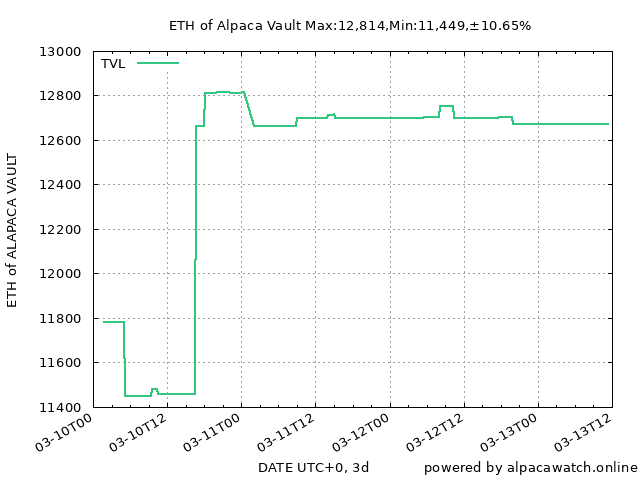 ETH of Alpaca Vault Max:12,814,Min:11,449,±10.65%
TVL
13000
12800
12600
12400
12200
12000
11800
11600
11400
ETH of ALAPACA VAULT
03-10T00
03-10T12
03-11T00
03-11T12
03-12T00
03-12T12
03-13T00
03-13T12
DATE UTC+0, 3d
powered by alpacawatch.online